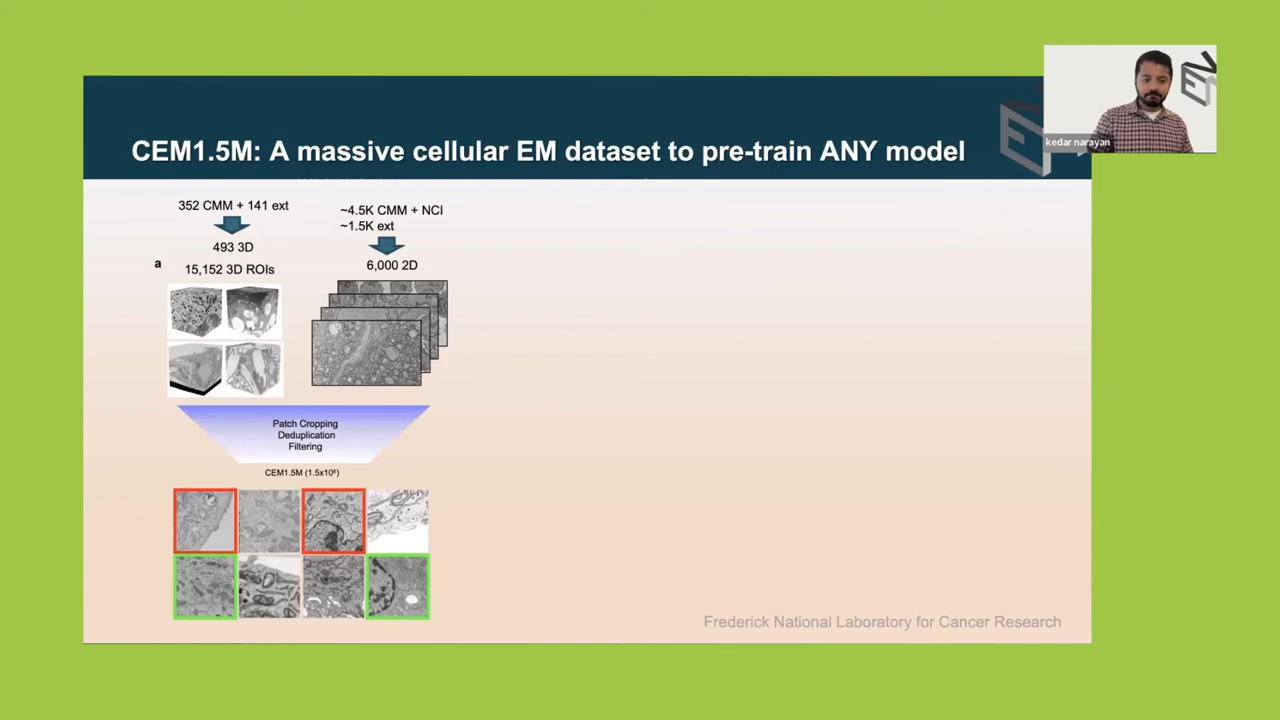 CEM1.5M: A massive cellular EM dataset to pre-train ANY model
kedar narayan
352 CMM + 141 ext
493 3D
15,152 3D ROIs
a
~4.5K CMM + NCI
~1.5K ext
6,000 2D
Patch Cropping
Deduplication
Filtering
CEM1.5M (1.5x10⁶)
Frederick National Laboratory for Cancer Research